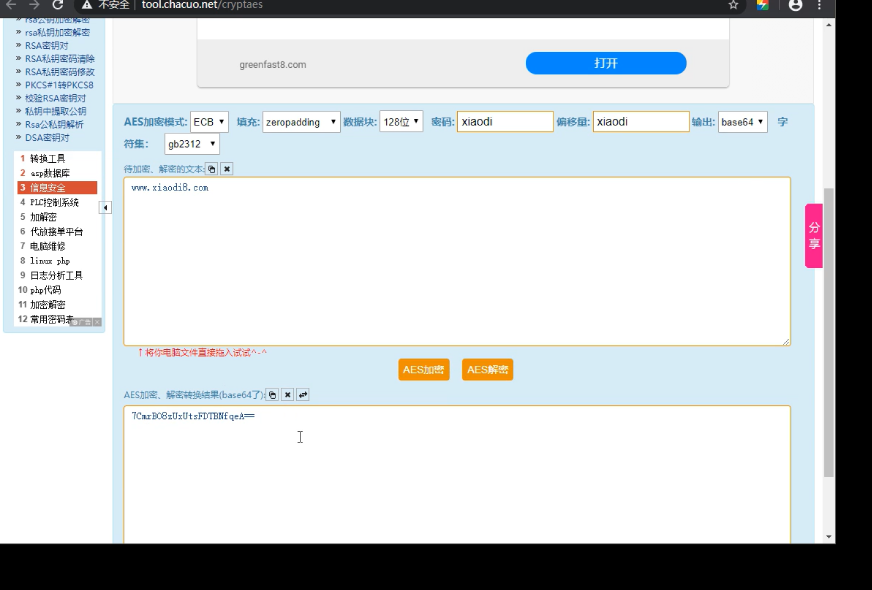 不安全 tool.chacuo.net/cryptaes
» rsa公钥加密解密
» rsa私钥加密解密
» RSA密钥对
» RSA私钥密码清除
» RSA私钥密码修改
» PKCS#1转PKCS8
» 校验RSA密钥对
» 私钥中提取公钥
» Rsa公私钥解析
» DSA密钥对
1 转换工具
2 asp数据库
3 信息安全
4 PLC控制系统
5 加解密
6 代放接单平台
7 电脑维修
8 linux php
9 日志分析工具
10 php代码
11 加密解密
12 常用密码表
greenfast8.com 打开
AES加密模式: ECB 填充: zeropadding 数据块: 128位 密码: xiaodi 偏移量: xiaodi 输出: base64 字
符集: gb2312
待加密、解密的文本:
www.xiaodi8.com
↑将你电脑文件直接拖入试试^-^
AES加密 AES解密
AES加密、解密转换结果(base64了):
7CmrBO8zUxUtsFDTBNfqeA==
分
享